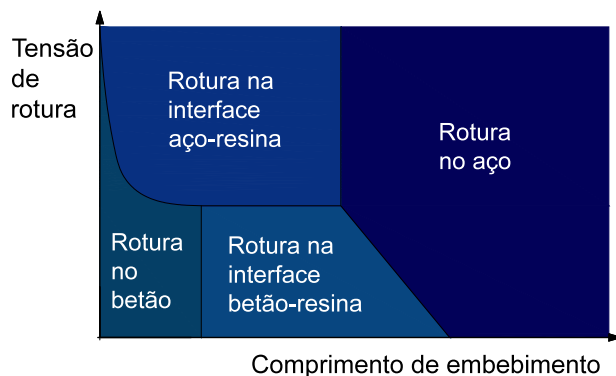 Tensão
de
rotura
Rotura na
interface
aço-resina
Rotura
no aço
Rotura
no
betão
Rotura na
interface
betão-resina
Comprimento de embebimento